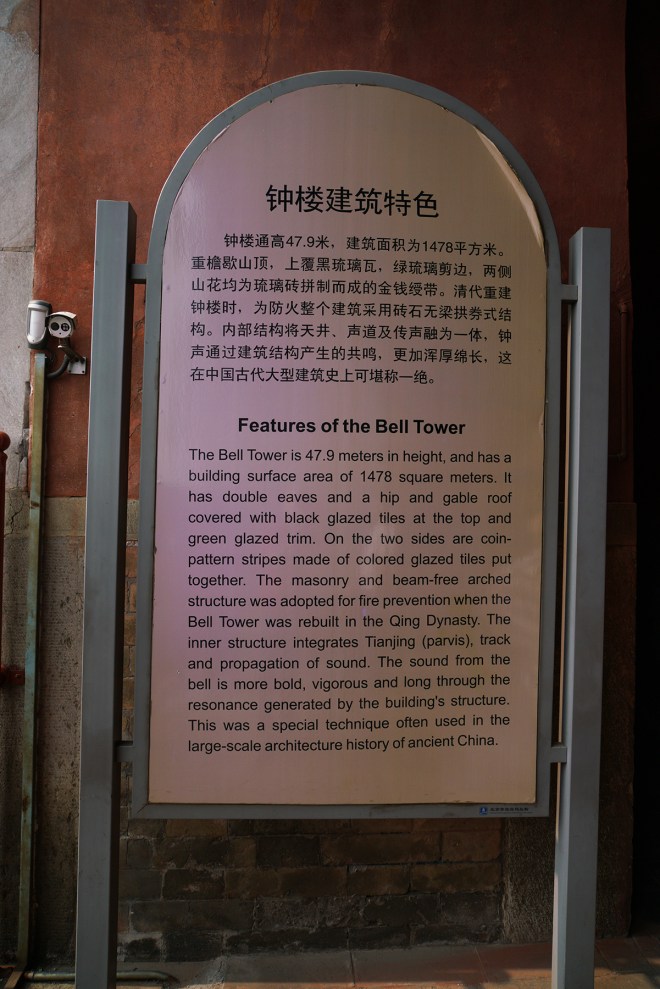 钟楼建筑特色
钟楼通高47.9米，建筑面积为1478平方米。
重檐歇山顶，上覆黑琉璃瓦，绿琉璃剪边，两侧
山花均为琉璃砖拼制而成的金钱绶带。清代重建
钟楼时，为防火整个建筑采用砖石无梁拱券式结
构。内部结构将天井、声道及传声融为一体，钟
声通过建筑结构产生的共鸣，更加浑厚绵长，这
在中国古代大型建筑史上可堪称一绝。
Features of the Bell Tower
The Bell Tower is 47.9 meters in height, and has a
building surface area of 1478 square meters. It
has double eaves and a hip and gable roof
covered with black glazed tiles at the top and
green glazed trim. On the two sides are coin-
pattern stripes made of colored glazed tiles put
together. The masonry and beam-free arched
structure was adopted for fire prevention when the
Bell Tower was rebuilt in the Qing Dynasty. The
inner structure integrates Tianjing (parvis), track
and propagation of sound. The sound from the
bell is more bold, vigorous and long through the
resonance generated by the building's structure.
This was a special technique often used in the
large-scale architecture history of ancient China.